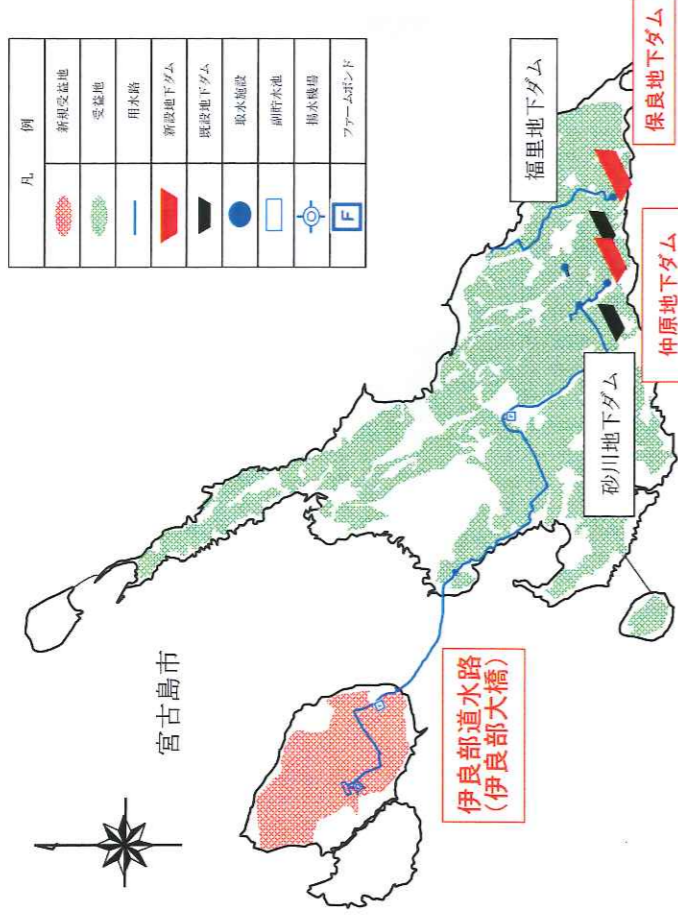 凡 例
新規受益地
受益地
用水路
新設地下ダム
既設地下ダム
取水施設
副貯水池
揚水機場
F ファームポンド
宮古島市
伊良部導水路
(伊良部大橋)
砂川地下ダム
仲原地下ダム
福里地下ダム
保良地下ダム